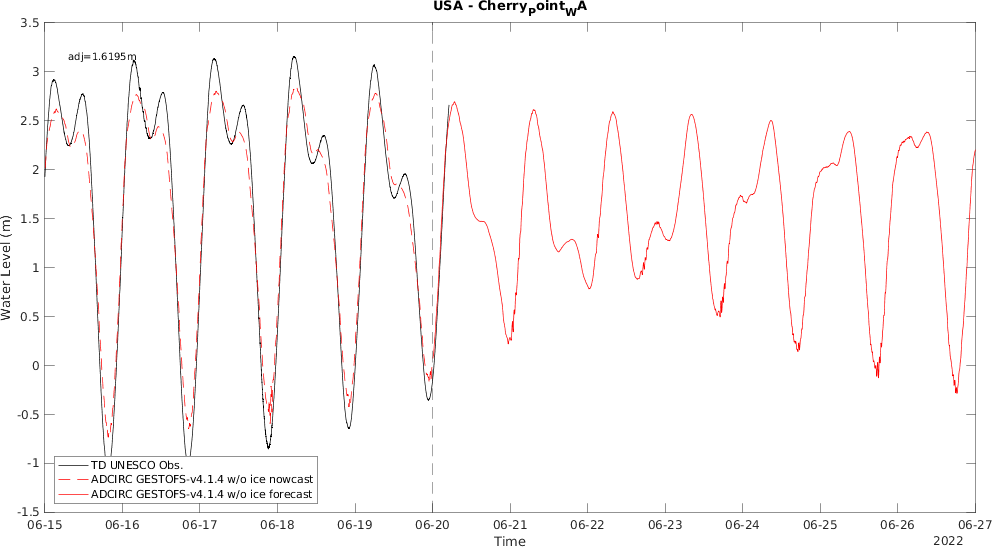 USA - Cherry_Point_WA
adj=1.6195m
3.5
3
2.5
2
1.5
1
0.5
0
-0.5
-1
-1.5
Water Level (m)
TD UNESCO Obs.
ADCIRC GESTOFS-v4.1.4 w/o ice nowcast
ADCIRC GESTOFS-v4.1.4 w/o ice forecast
06-15 06-16 06-17 06-18 06-19 06-20 06-21 06-22 06-23 06-24 06-25 06-26 06-27
Time
2022